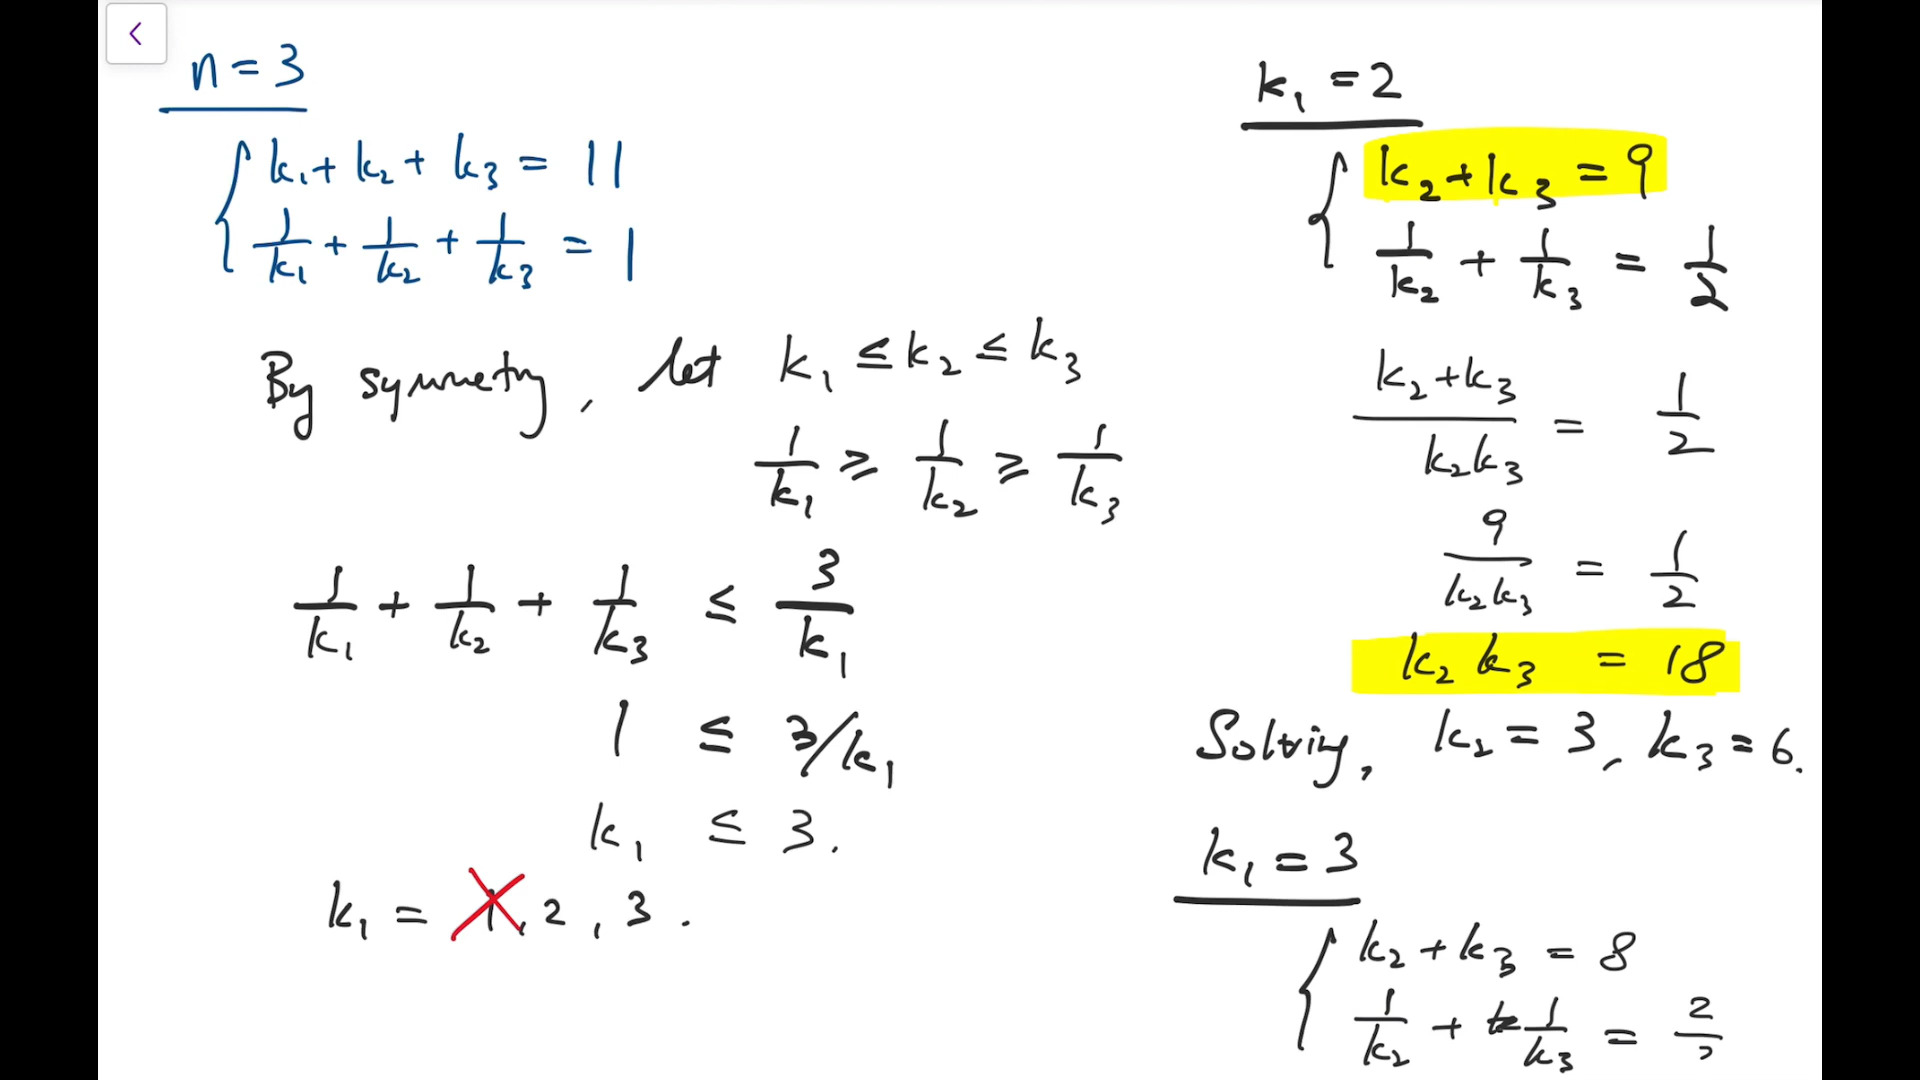 n = 3
k₁ + k₂ + k₃ = 11
1/k₁ + 1/k₂ + 1/k₃ = 1
By symmetry, let k₁ ≤ k₂ ≤ k₃
1/k₁ ≥ 1/k₂ ≥ 1/k₃
1/k₁ + 1/k₂ + 1/k₃ ≤ 3/k₁
1 ≤ 3/k₁
k₁ ≤ 3.
k₁ = 1, 2, 3.
k₁ = 2
k₂ + k₃ = 9
1/k₂ + 1/k₃ = 1/2
(k₂ + k₃)/(k₂k₃) = 1/2
9/(k₂k₃) = 1/2
k₂ k₃ = 18
Solving, k₂ = 3, k₃ = 6.
k₁ = 3
k₂ + k₃ = 8
1/k₂ + 1/k₃ = 2/